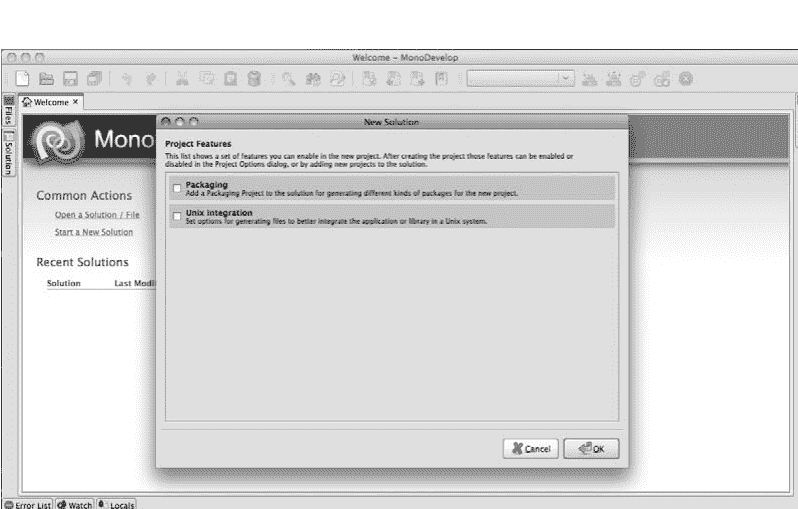 Welcome – MonoDevelop
Files
Solution
Welcome ×
Mono
New Solution
Project Features
This list shows a set of features you can enable in the new project. After creating the project those features can be enabled or
disabled in the Project Options dialog, or by adding new projects to the solution.
Packaging
Add a Packaging Project to the solution for generating different kinds of packages for the new project.
Unix Integration
Set options for generating files to better integrate the application or library in a Unix system.
Common Actions
Open a Solution / File
Start a New Solution
Recent Solutions
Solution Last Modi
Cancel OK
Error List Watch Locals